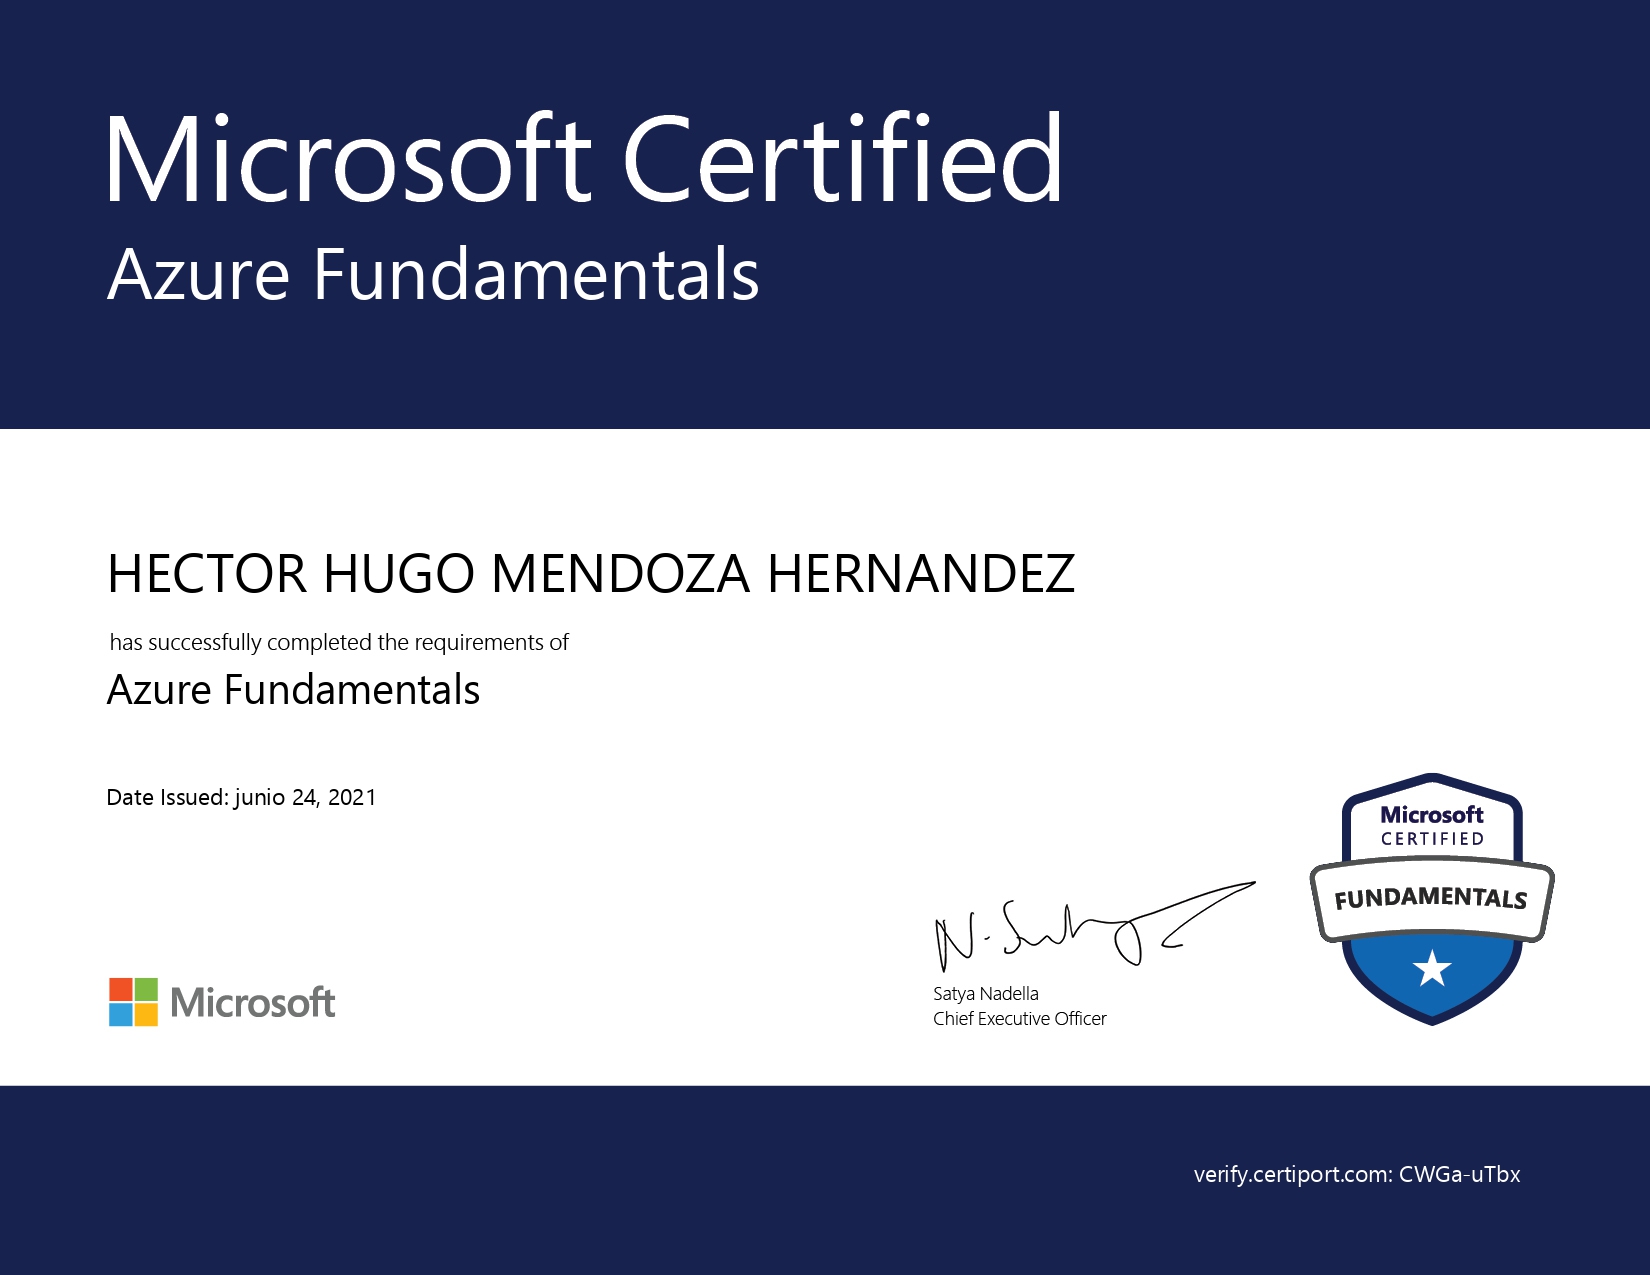 Microsoft Certified
Azure Fundamentals
HECTOR HUGO MENDOZA HERNANDEZ
has successfully completed the requirements of
Azure Fundamentals
Date Issued: junio 24, 2021
Microsoft
CERTIFIED
FUNDAMENTALS
N. Satya
Satya Nadella
Chief Executive Officer
Microsoft
verify.certiport.com: CWGa-uTbx